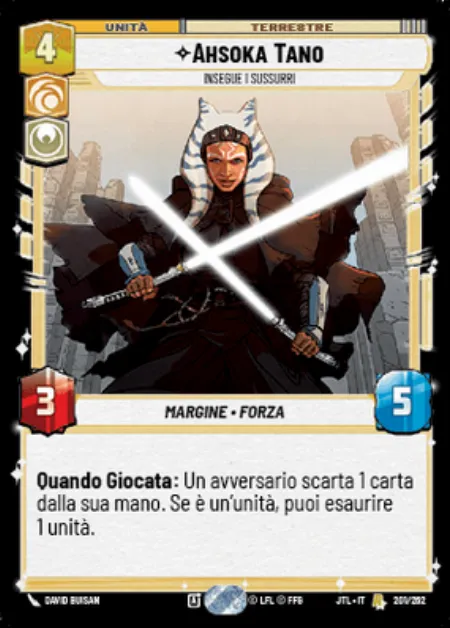 UNITÀ TERRESTRE
4
AHSOKA TANO
INSEGUE I SUSSURRI
3
MARGINE • FORZA
5
Quando Giocata: Un avversario scarta 1 carta
dalla sua mano. Se è un'unità, puoi esaurire
1 unità.
DAVID BUISAN A © LFL ® FFG JTL • IT 201/262